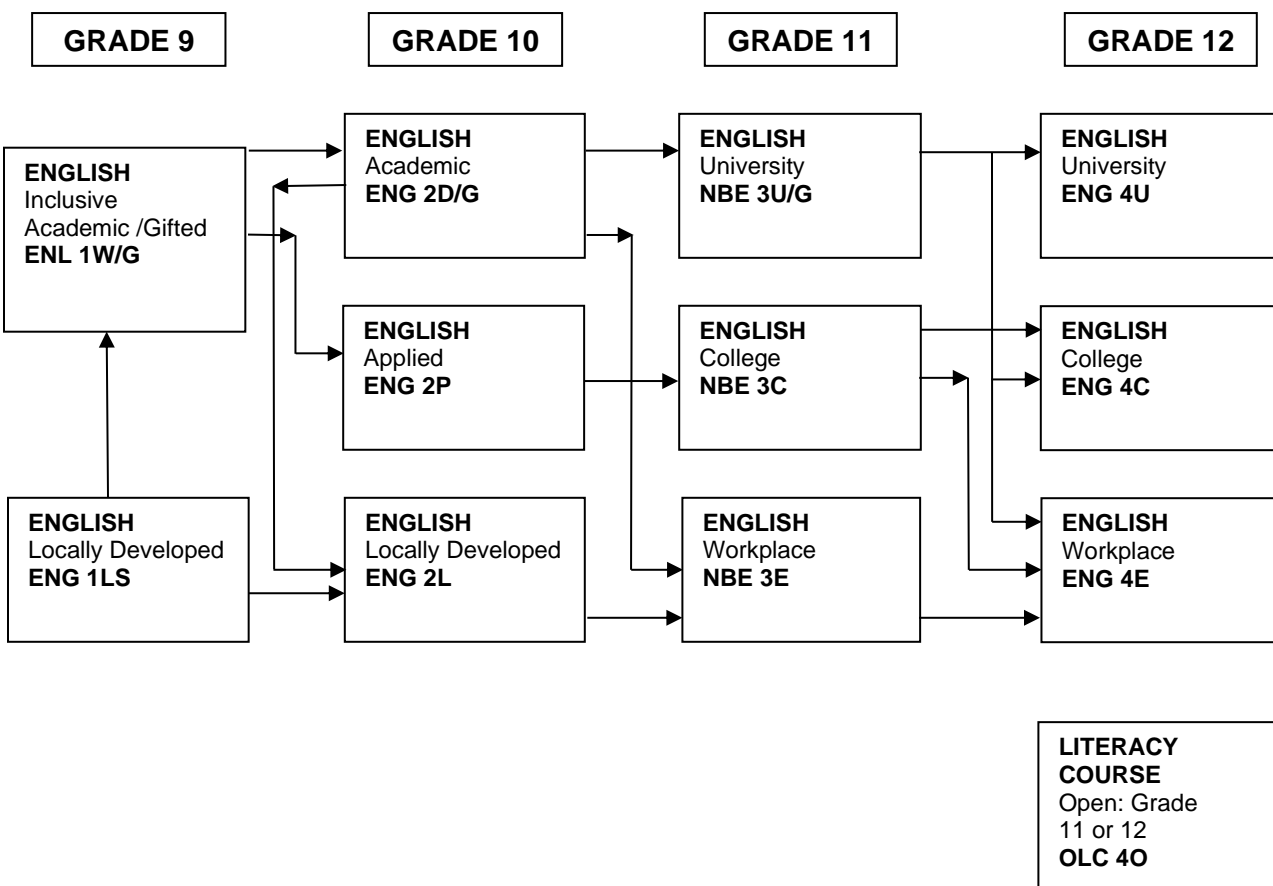 GRADE 9
GRADE 10
GRADE 11
GRADE 12
ENGLISH
Inclusive
Academic /Gifted
ENL 1W/G
ENGLISH
Academic
ENG 2D/G
ENGLISH
University
NBE 3U/G
ENGLISH
University
ENG 4U
ENGLISH
Applied
ENG 2P
ENGLISH
College
NBE 3C
ENGLISH
College
ENG 4C
ENGLISH
Locally Developed
ENG 1LS
ENGLISH
Locally Developed
ENG 2L
ENGLISH
Workplace
NBE 3E
ENGLISH
Workplace
ENG 4E
LITERACY
COURSE
Open: Grade
11 or 12
OLC 4O